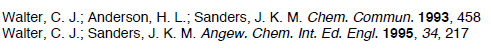 Walter, C. J.; Anderson, H. L.; Sanders, J. K. M. Chem. Commun. 1993, 458
Walter, C. J.; Sanders, J. K. M. Angew. Chem. Int. Ed. Engl. 1995, 34, 217